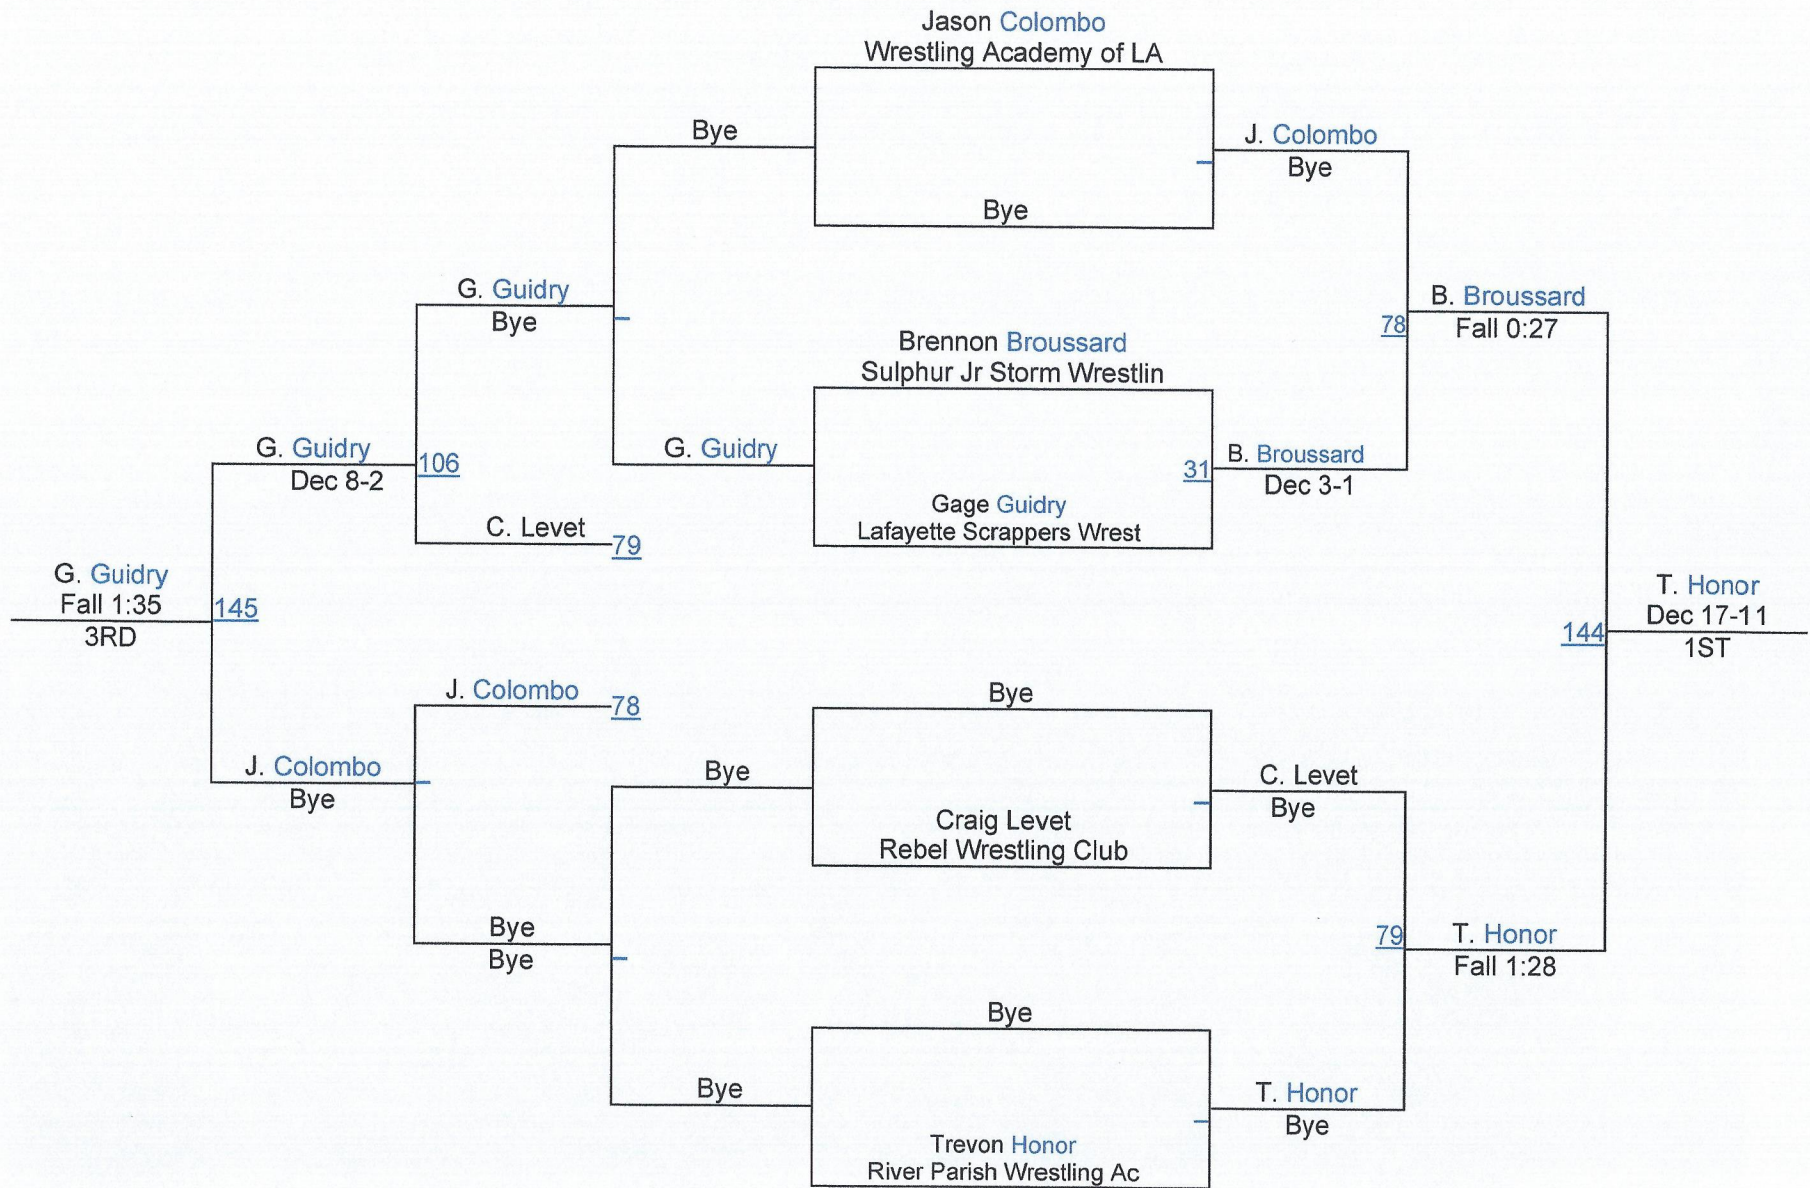 Jason Colombo
Wrestling Academy of LA
Bye
J. Colombo
Bye
Bye
G. Guidry
Bye
B. Broussard
Fall 0:27
78
Brennon Broussard
Sulphur Jr Storm Wrestlin
G. Guidry
Dec 8-2
106
G. Guidry
31
B. Broussard
Dec 3-1
Gage Guidry
Lafayette Scrappers Wrest
C. Levet
79
G. Guidry
Fall 1:35
3RD
145
T. Honor
Dec 17-11
1ST
144
J. Colombo
78
Bye
J. Colombo
Bye
Bye
C. Levet
Bye
Craig Levet
Rebel Wrestling Club
Bye
Bye
79
T. Honor
Fall 1:28
Bye
Bye
T. Honor
Bye
Trevon Honor
River Parish Wrestling Ac